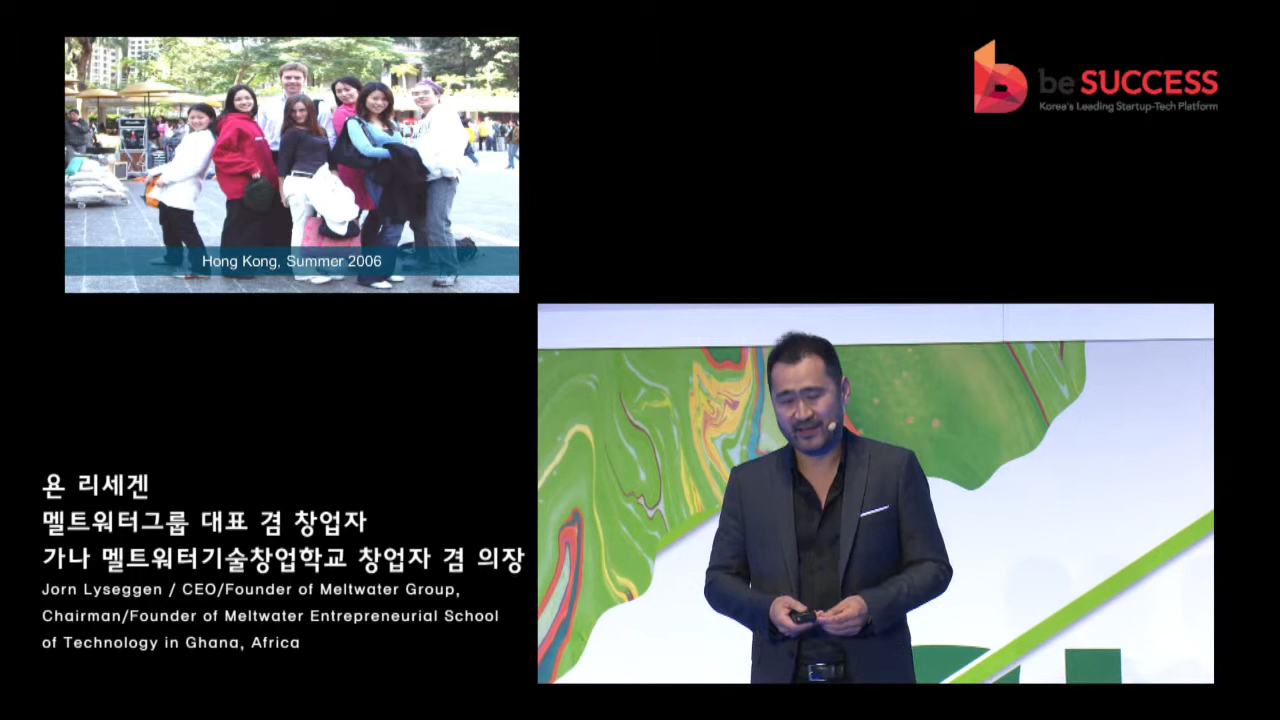 Hong Kong, Summer 2006
be SUCCESS
Korea's Leading Startup-Tech Platform
욘 리세겐
멜트워터그룹 대표 겸 창업자
가나 멜트워터기술창업학교 창업자 겸 의장
Jorn Lyseggen / CEO/Founder of Meltwater Group,
Chairman/Founder of Meltwater Entrepreneurial School
of Technology in Ghana, Africa